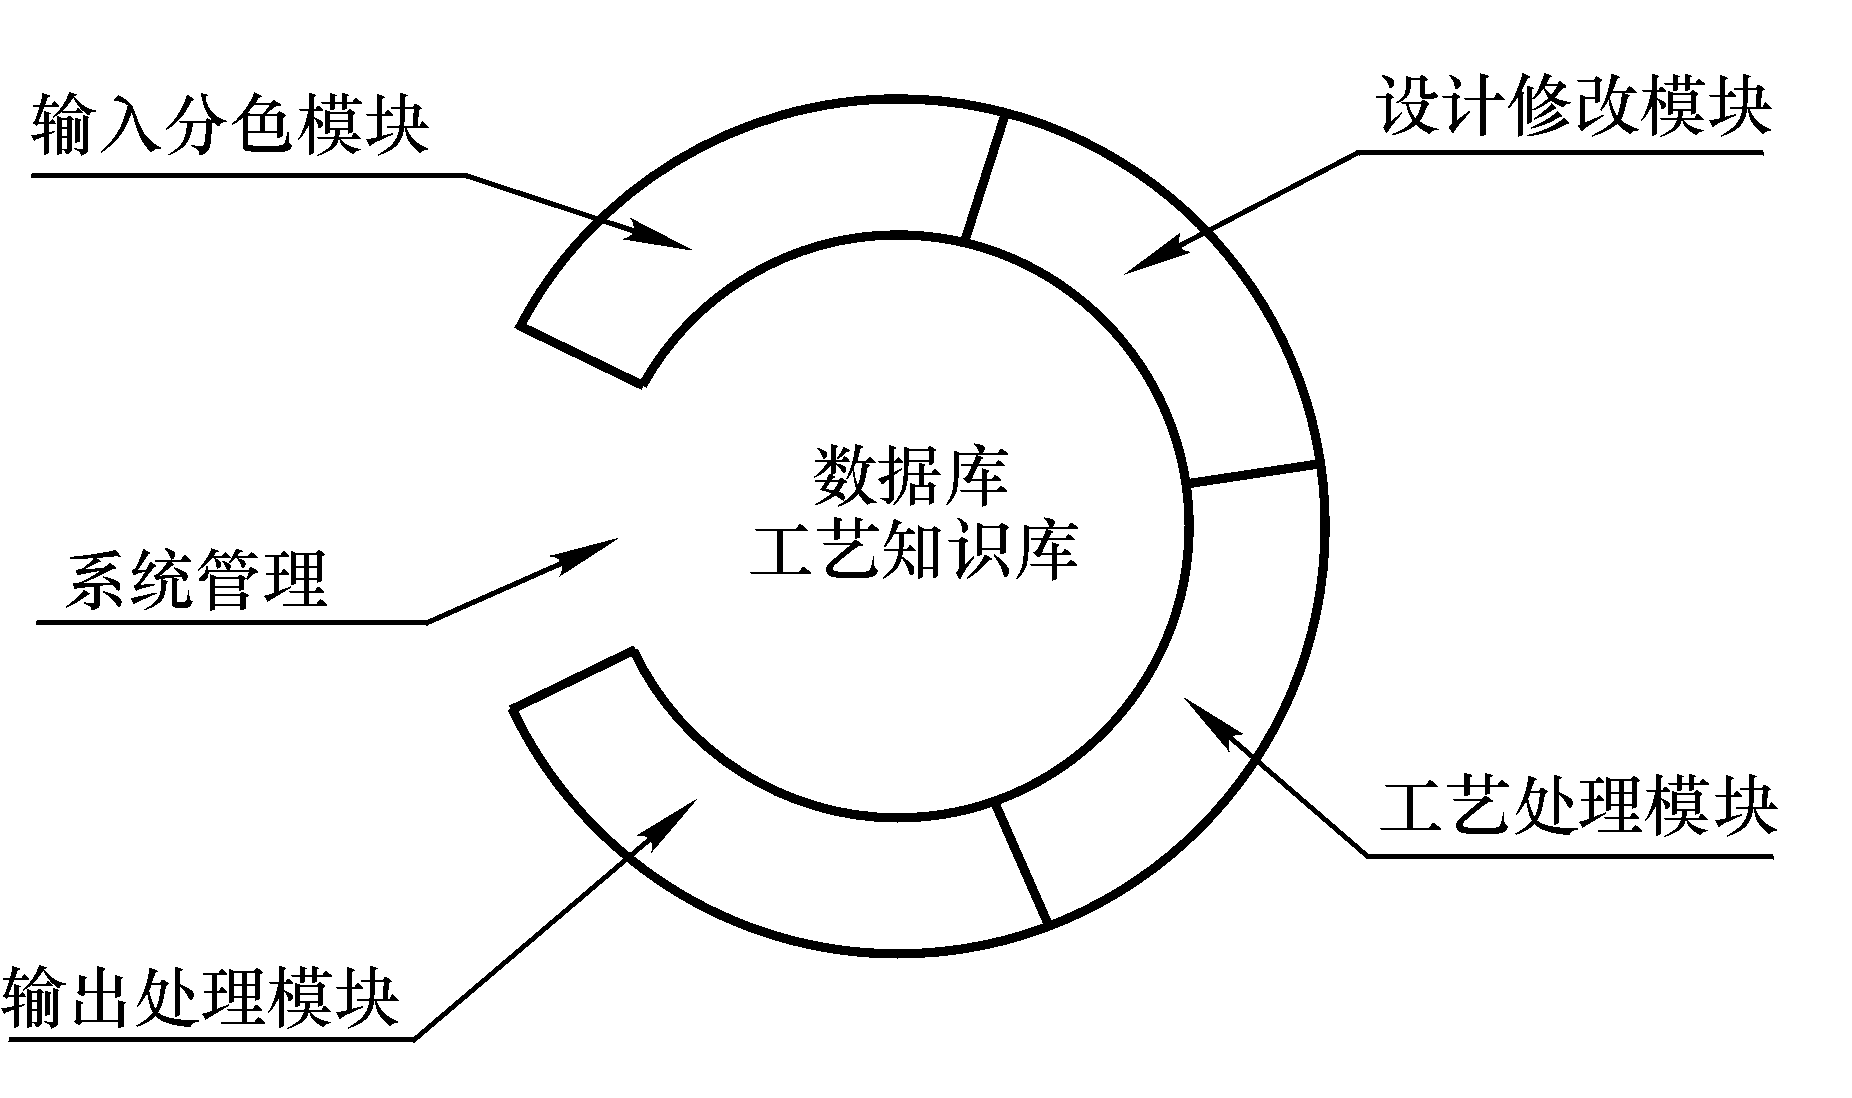 输入分色模块
设计修改模块
数据库
工艺知识库
系统管理
工艺处理模块
输出处理模块